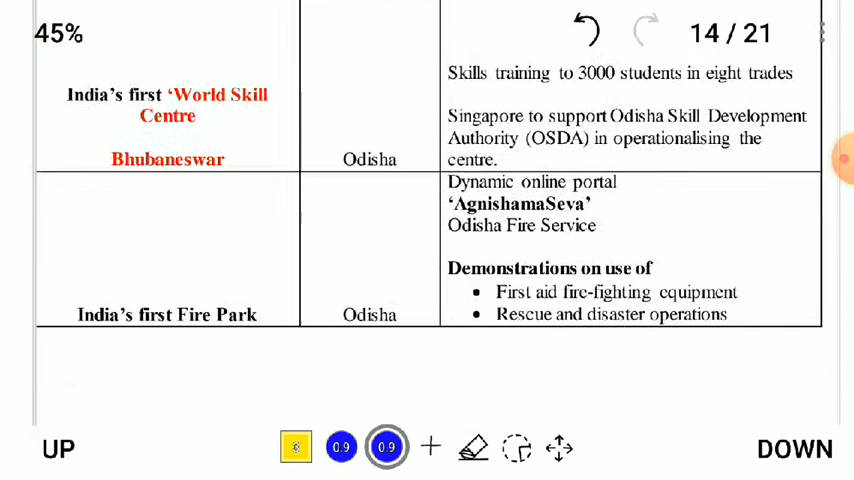 45%
14 / 21
Skills training to 3000 students in eight trades
India's first ‘World Skill
Centre
Singapore to support Odisha Skill Development
Authority (OSDA) in operationalising the
Bhubaneswar
Odisha
centre.
Dynamic online portal
‘AgnishamaSeva’
Odisha Fire Service
Demonstrations on use of
• First aid fire-fighting equipment
India's first Fire Park
Odisha
• Rescue and disaster operations
UP
3
0.9
0.9
DOWN